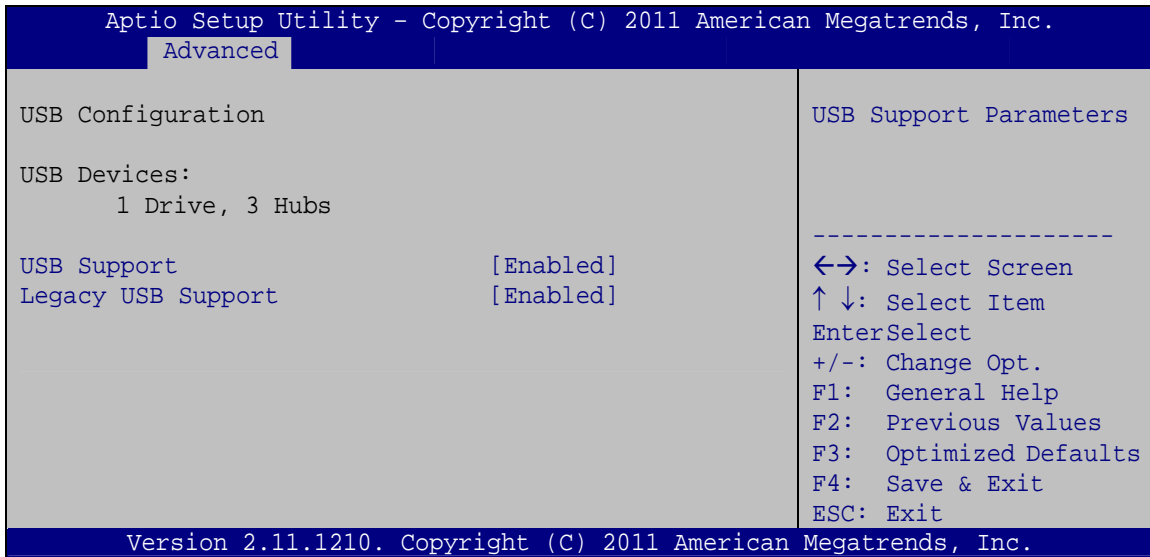 Aptio Setup Utility – Copyright (C) 2011 American Megatrends, Inc.
Advanced
USB Configuration
USB Devices:
1 Drive, 3 Hubs
USB Support [Enabled]
Legacy USB Support [Enabled]
USB Support Parameters
---------------------
←→: Select Screen
↑ ↓: Select Item
EnterSelect
+/-: Change Opt.
F1: General Help
F2: Previous Values
F3: Optimized Defaults
F4: Save & Exit
ESC: Exit
Version 2.11.1210. Copyright (C) 2011 American Megatrends, Inc.